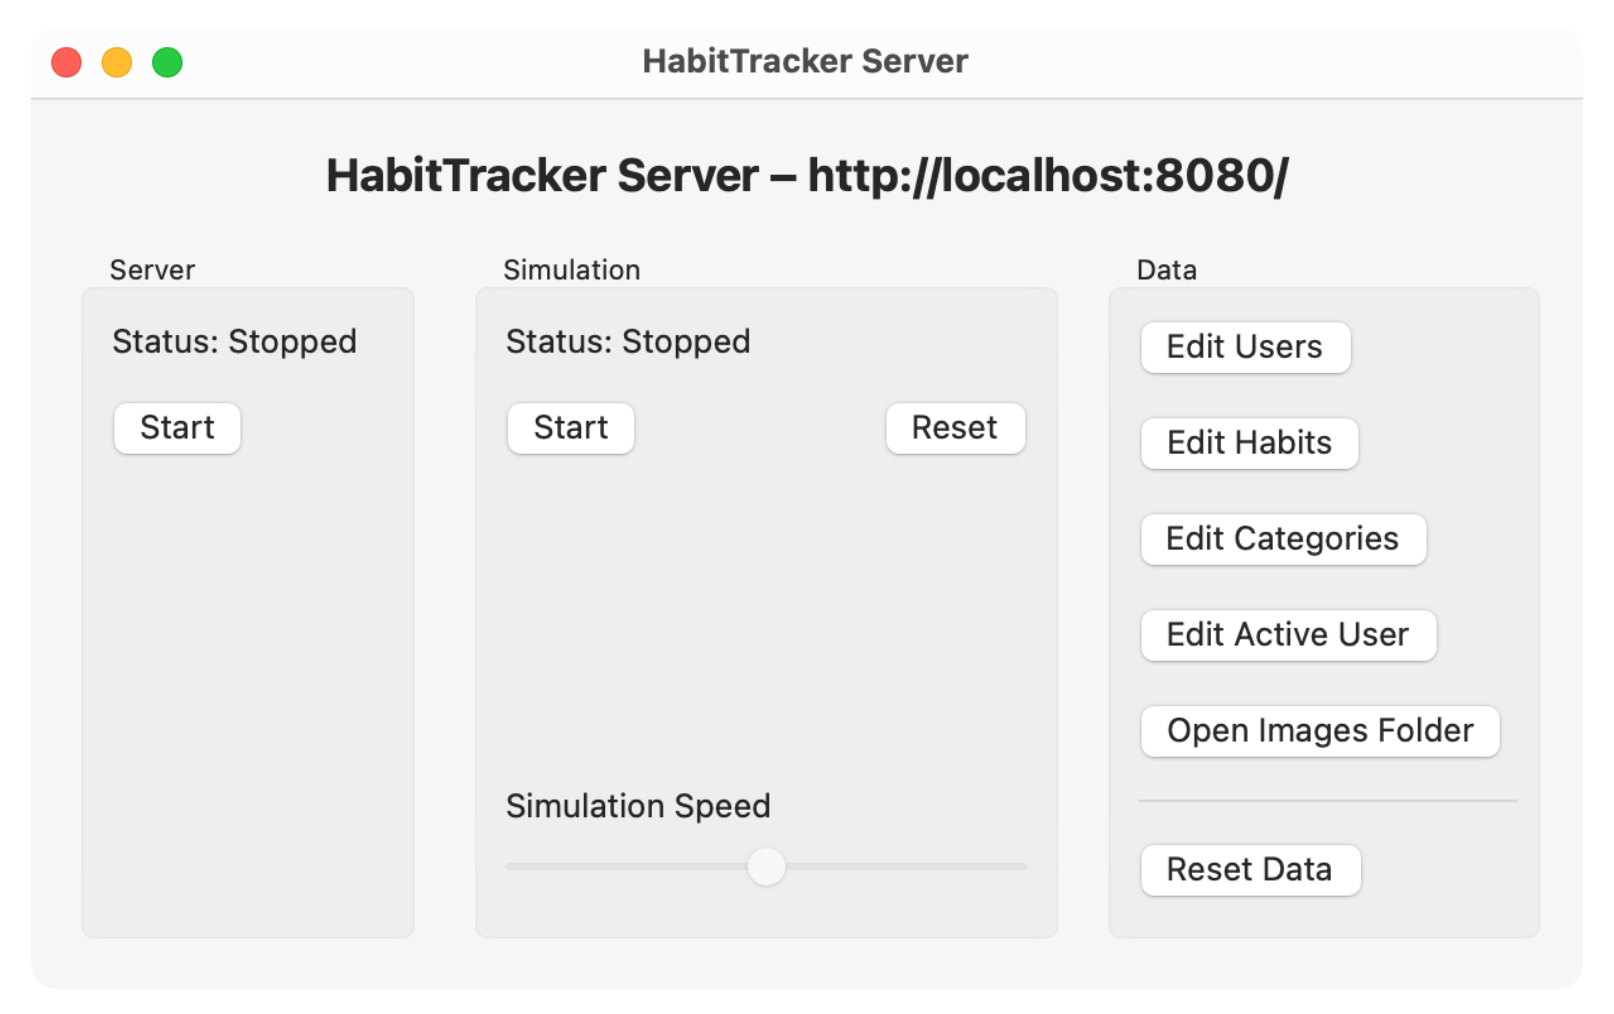 HabitTracker Server
HabitTracker Server – http://localhost:8080/
Server
Status: Stopped
Start
Simulation
Status: Stopped
Start
Reset
Simulation Speed
Data
Edit Users
Edit Habits
Edit Categories
Edit Active User
Open Images Folder
Reset Data